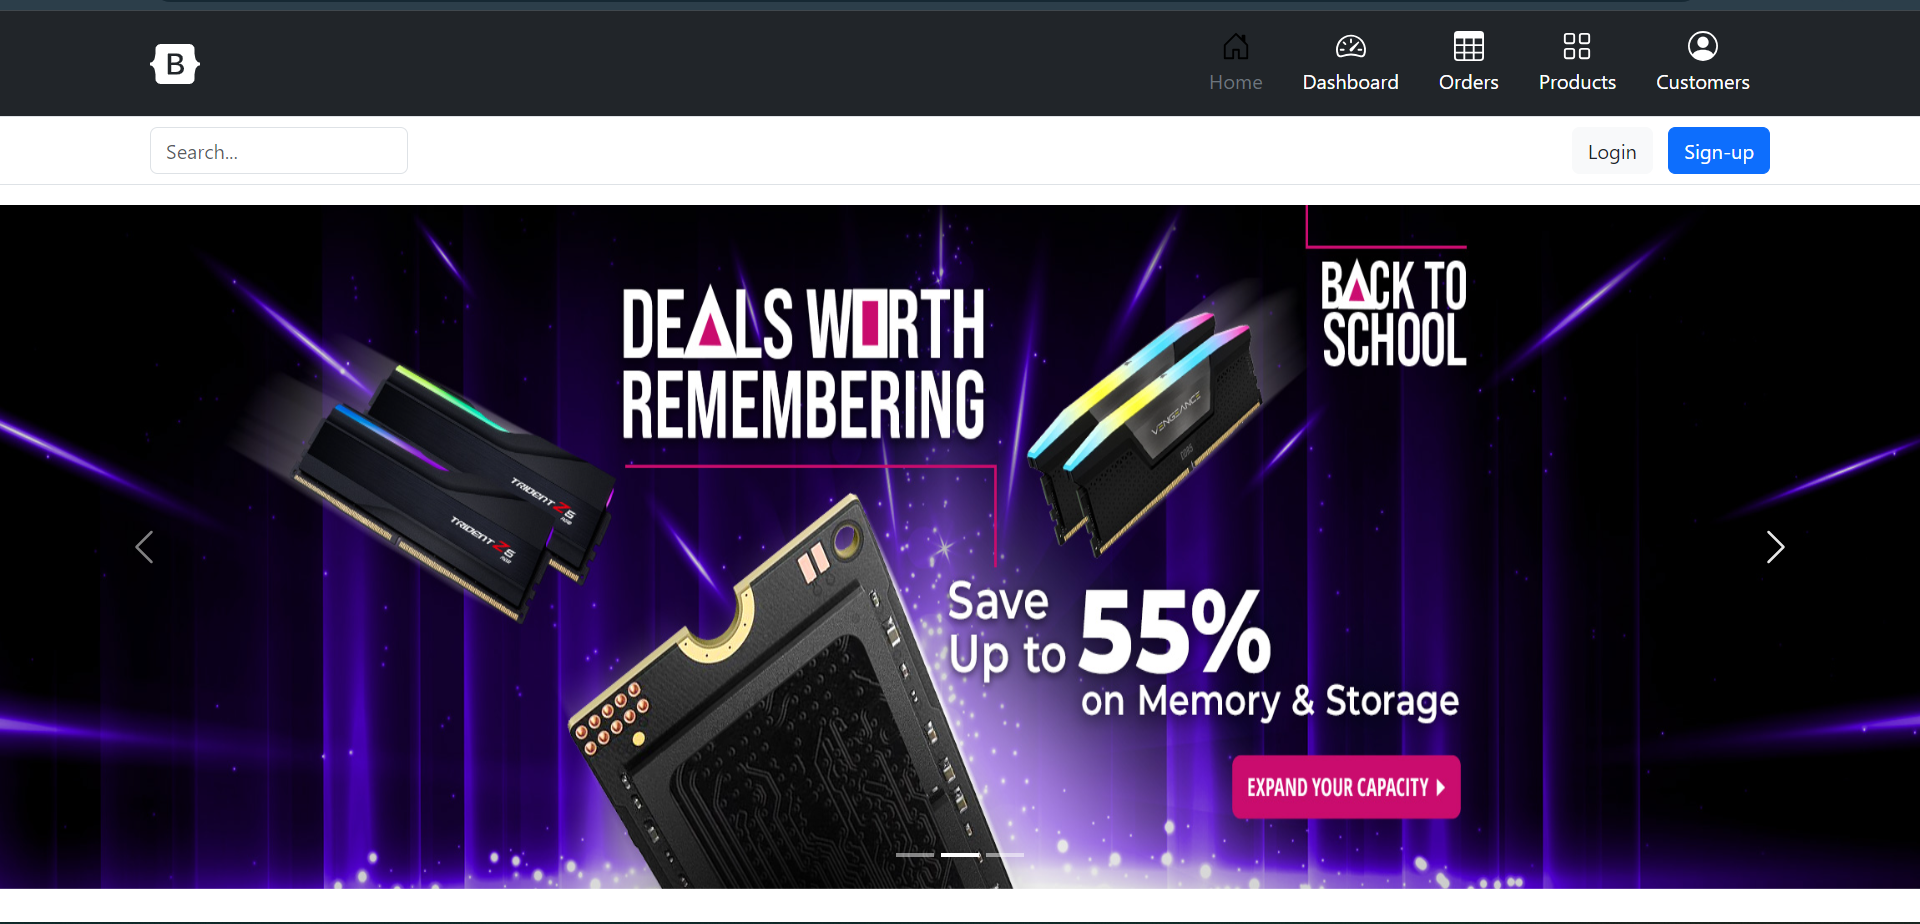 B
Home
Dashboard
Orders
Products
Customers
Search...
Login
Sign-up
DEALS WORTH
REMEMBERING
BACK TO
SCHOOL
TRIDENT Z5
TRIDENT Z5
VENGEANCE
DDR5
Save
Up to 55%
on Memory & Storage
EXPAND YOUR CAPACITY